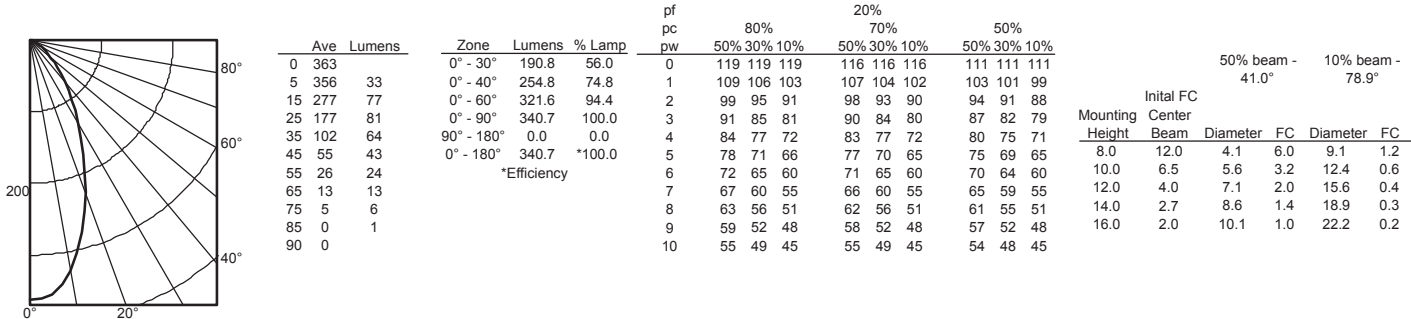 80°
60°
40°
20°
0°
200
Ave Lumens
0 363
5 356 33
15 277 77
25 177 81
35 102 64
45 55 43
55 26 24
65 13 13
75 5 6
85 0 1
90 0
Zone Lumens % Lamp
0° - 30° 190.8 56.0
0° - 40° 254.8 74.8
0° - 60° 321.6 94.4
0° - 90° 340.7 100.0
90° - 180° 0.0 0.0
0° - 180° 340.7 *100.0
*Efficiency
pf 20%
pc 80% 70% 50%
pw 50% 30% 10% 50% 30% 10% 50% 30% 10%
0 119 119 119 116 116 116 111 111 111
1 109 106 103 107 104 102 103 101 99
2 99 95 91 98 93 90 94 91 88
3 91 85 81 90 84 80 87 82 79
4 84 77 72 83 77 72 80 75 71
5 78 71 66 77 70 65 75 69 65
6 72 65 60 71 65 60 70 64 60
7 67 60 55 66 60 55 65 59 55
8 63 56 51 62 56 51 61 55 51
9 59 52 48 58 52 48 57 52 48
10 55 49 45 55 49 45 54 48 45
50% beam - 10% beam -
41.0° 78.9°
Inital FC
Mounting Center
Height Beam Diameter FC Diameter FC
8.0 12.0 4.1 6.0 9.1 1.2
10.0 6.5 5.6 3.2 12.4 0.6
12.0 4.0 7.1 2.0 15.6 0.4
14.0 2.7 8.6 1.4 18.9 0.3
16.0 2.0 10.1 1.0 22.2 0.2